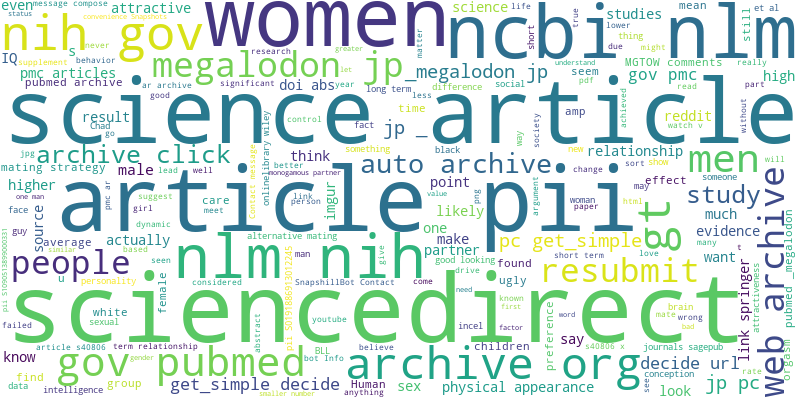 even
message compose
convenience snapshots
attractive
science
life
status
short
true
studies
mean
matter
still
et al
lower
thing
due
might
nih gov
women
ncbi nlm
IQ
supplement
never
behavior
s
megalodon jp
_megalodon jp
MGTOW comments
really
pmc articles
research
greater
let
understand
pubmed archive
ar archive
significant
year
doi abs
long term
less
difference
seem
social
gov pmc
pdf
read
high
part
good
science article
result
Chad
go
control
fact
time
jp _
amp
way
society
achieved
reddit
watch v
without
jpg
lead
well
something
black
new
will
mating strategy
archive click
male
better
monogamous partner
think
auto archive
relationship
change
sort
show
men
someone
higher
pmc ar
one man
suggest
girl
care
meet
link
person
imgur
onlinelibrary wiley
Contact message
point
likely
value
png
argument
woman
paper
effect
may
html
study
face
guy
source
dynamic
article pii
gt
much
evidence
many
t
web archive
average
actually
based
similar
alternative mating
one
make
pc get_simple
want
people
seen
man
give
partner
found
short term
love
pubmed _megalodon
pii S1090513899000331
u
personality
female
considered
pii S0191886913012245
nlm nih
SnapshillBot Contact
come
good looking
drive
ugly
resubmit
failed
white
sexual
youtube
sciencedirect
need
known
first
preference
brain
mate
wrong
bad
link springer
attractiveness
article s40806
term relationship
abstract
bot Info
incel
believe
word
factor
children
s40806 x
journals sagepub
know
gov pubmed
BLL
archive org
say
decide url
orgasm
find
data
gender
group
intelligence
get_simple decide
smaller number
Human
anything
sex
physical appearance
see
conception
look
rate
jp pc